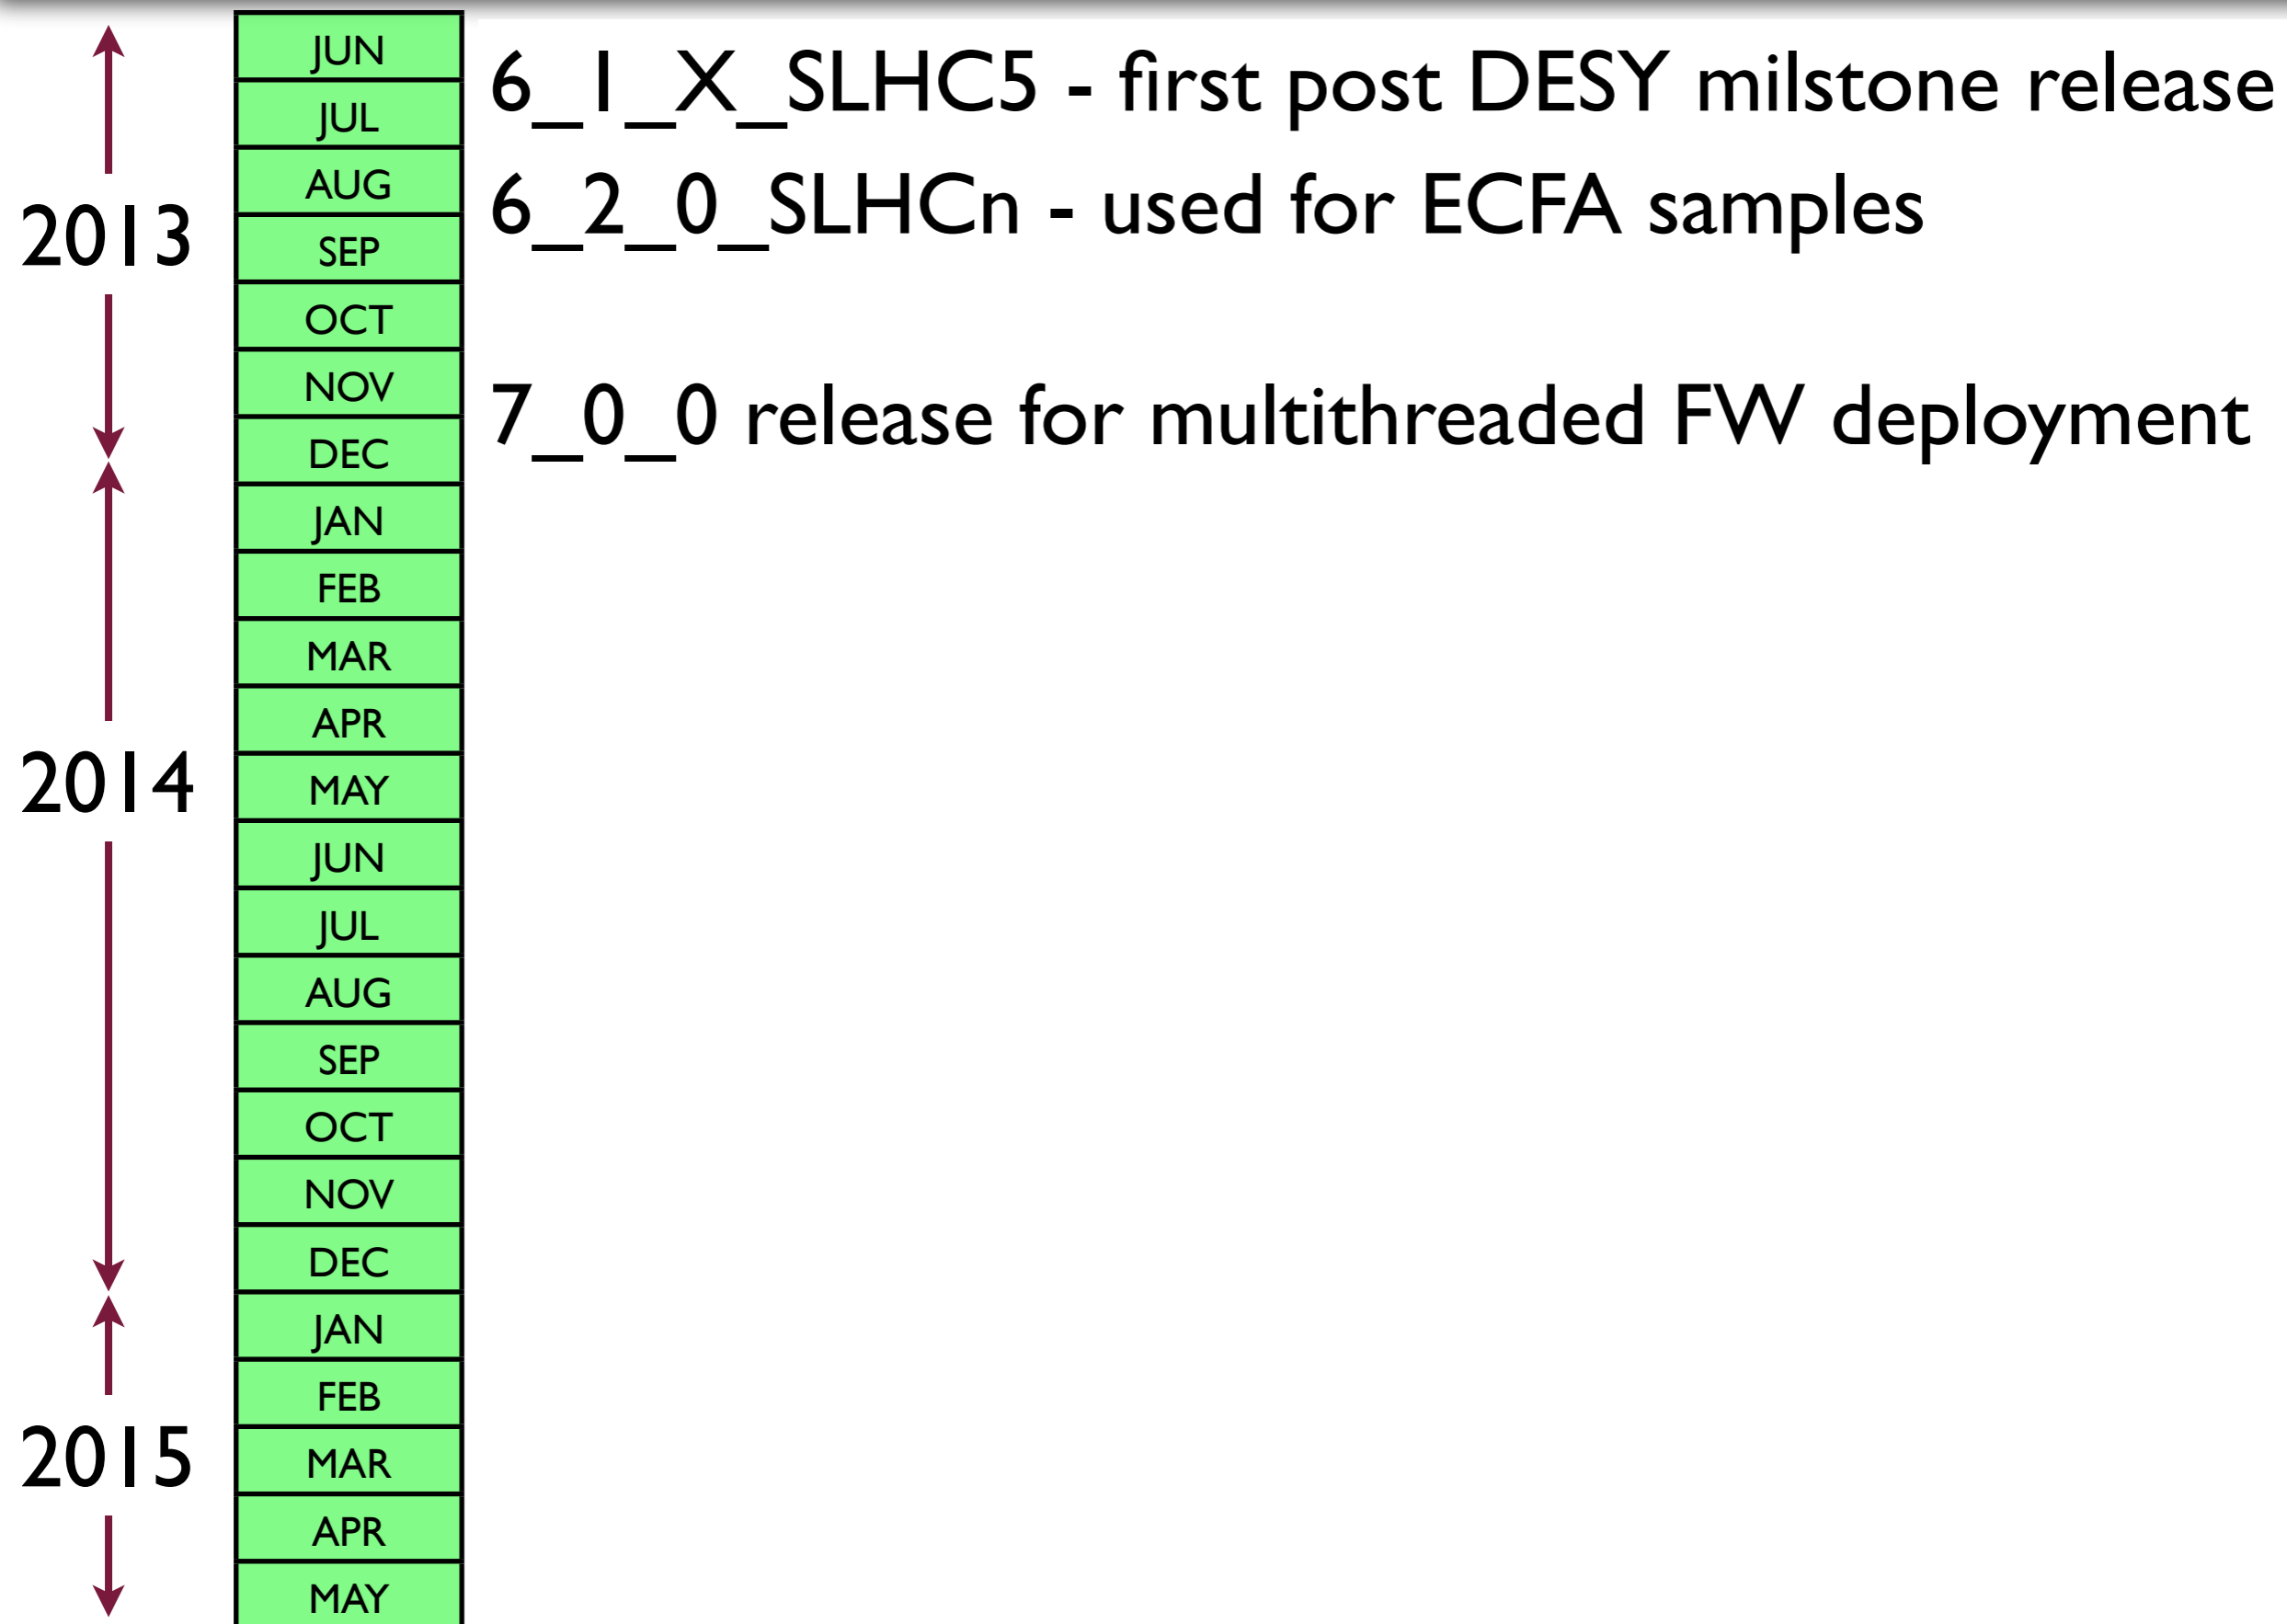 JUN
6_1_X_SLHC5 - first post DESY milstone release
JUL
AUG
6_2_0_SLHCn - used for ECFA samples
2013
SEP
OCT
NOV
7_0_0 release for multithreaded FW deployment
DEC
JAN
FEB
MAR
APR
2014
MAY
JUN
JUL
AUG
SEP
OCT
NOV
DEC
JAN
FEB
2015
MAR
APR
MAY